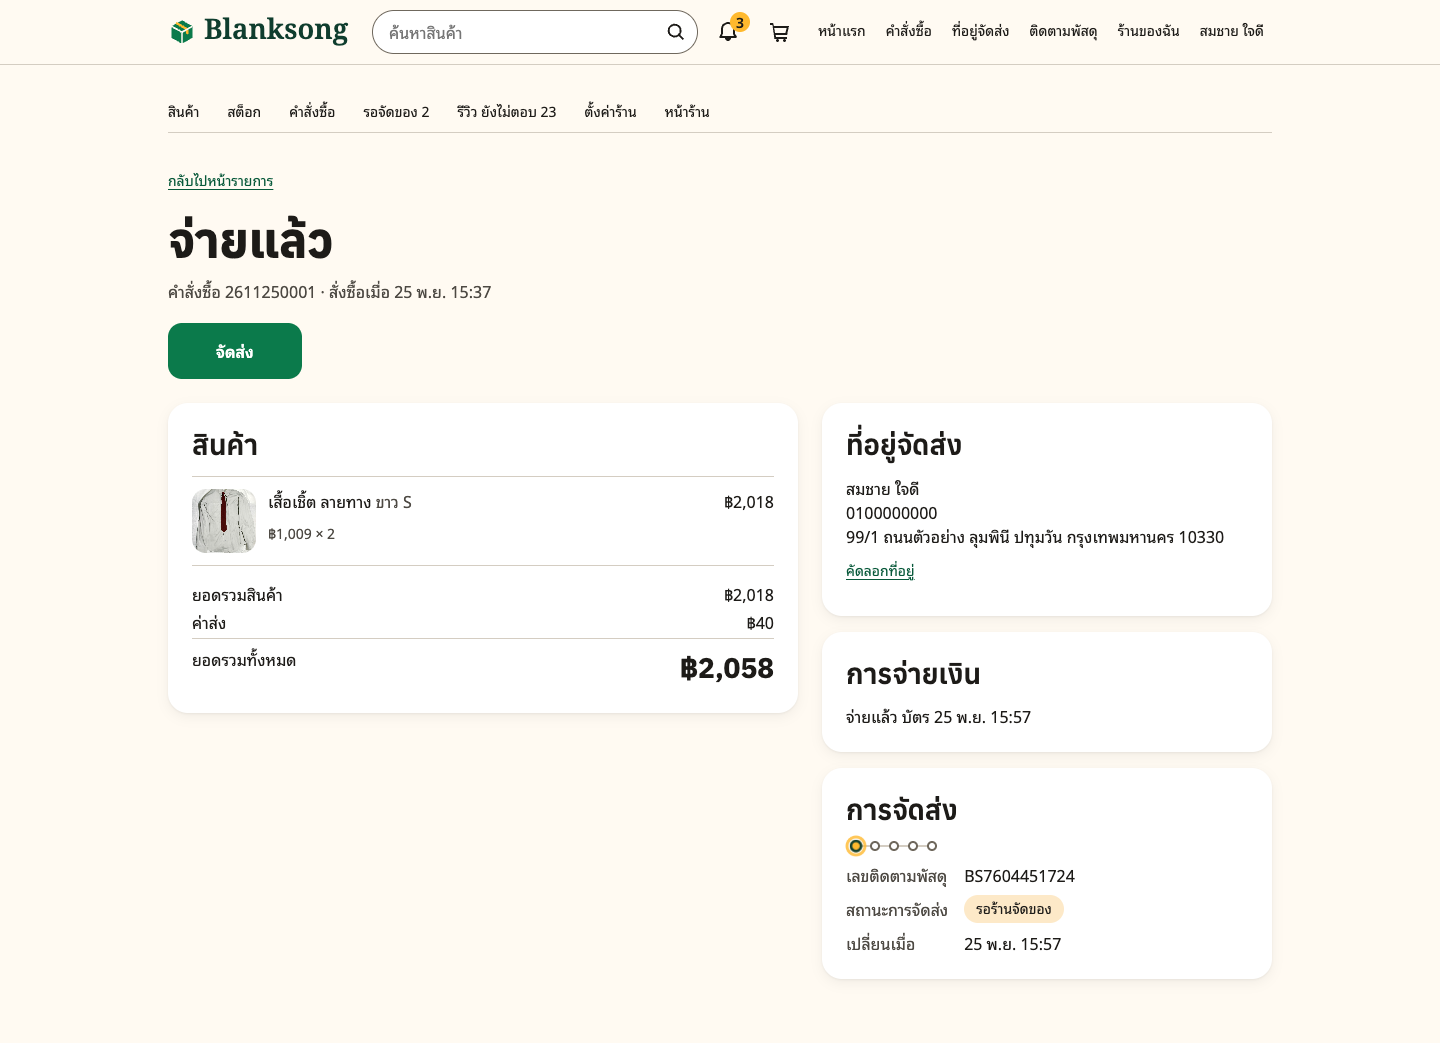 Blanksong
ค้นหาสินค้า
3
หน้าแรก
คำสั่งซื้อ
ที่อยู่จัดส่ง
ติดตามพัสดุ
ร้านของฉัน
สมชาย ใจดี
สินค้า
สต็อก
คำสั่งซื้อ
รอจัดของ 2
รีวิว ยังไม่ตอบ 23
ตั้งค่าร้าน
หน้าร้าน
กลับไปหน้ารายการ
จ่ายแล้ว
คำสั่งซื้อ 2611250001 · สั่งซื้อเมื่อ 25 พ.ย. 15:37
จัดส่ง
สินค้า
เสื้อเชิ้ต ลายทาง ขาว S
฿2,018
฿1,009 × 2
ยอดรวมสินค้า
฿2,018
ค่าส่ง
฿40
ยอดรวมทั้งหมด
฿2,058
ที่อยู่จัดส่ง
สมชาย ใจดี
0100000000
99/1 ถนนตัวอย่าง ลุมพินี ปทุมวัน กรุงเทพมหานคร 10330
คัดลอกที่อยู่
การจ่ายเงิน
จ่ายแล้ว บัตร 25 พ.ย. 15:57
การจัดส่ง
เลขติดตามพัสดุ
BS7604451724
สถานะการจัดส่ง
รอร้านจัดของ
เปลี่ยนเมื่อ
25 พ.ย. 15:57